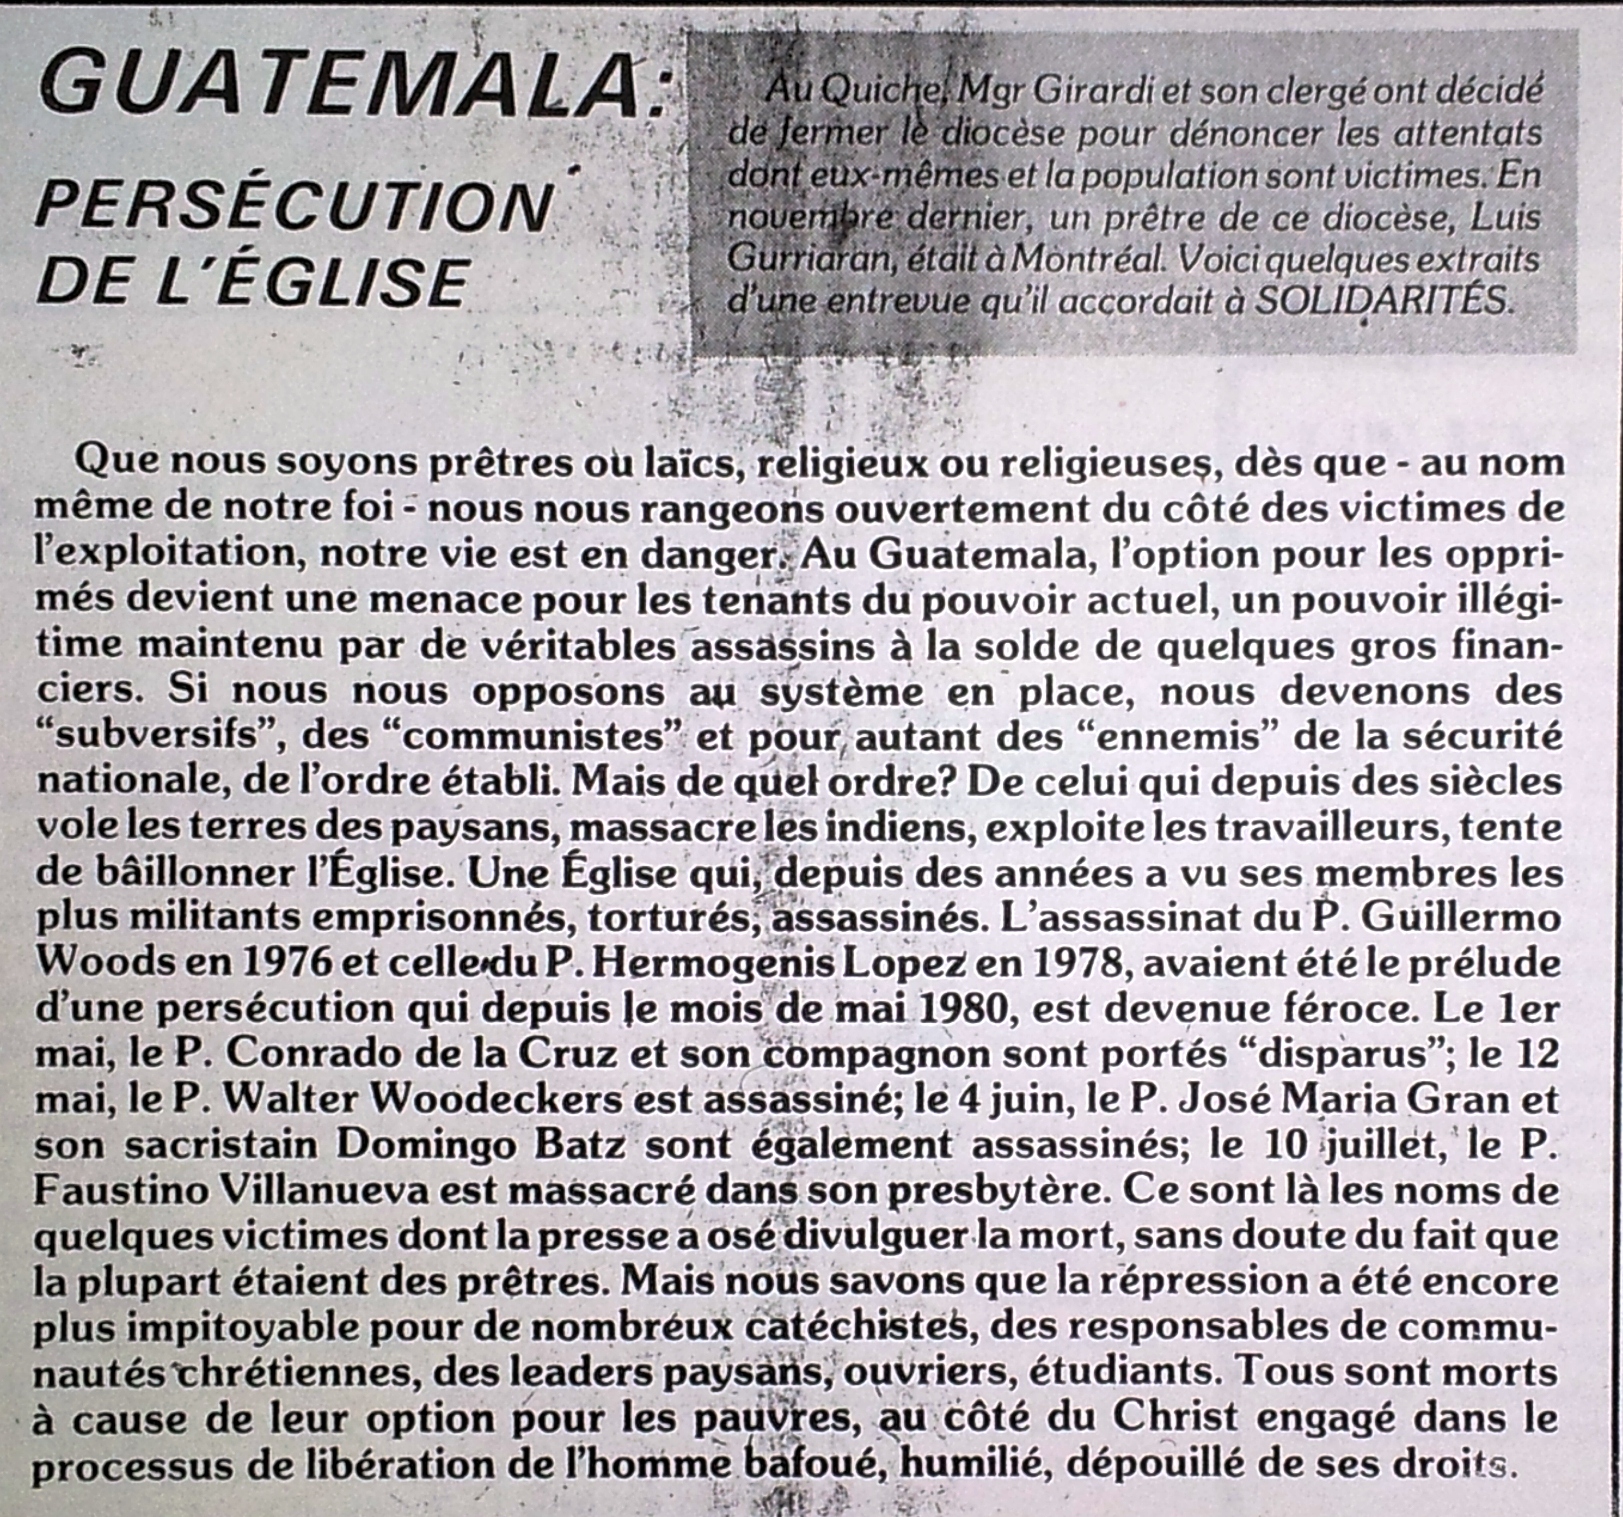 GUATEMALA:
PERSÉCUTION
DE L'ÉGLISE
Au Quiche, Mgr Girardi et son clergé ont décidé
de fermer le diocèse pour dénoncer les attentats
dont eux-mêmes et la population sont victimes. En
novembre dernier, un prêtre de ce diocèse, Luis
Gurriaran, était à Montréal. Voici quelques extraits
d'une entrevue qu'il accordait à SOLIDARITÉS.
Que nous soyons prêtres ou laïcs, religieux ou religieuses, dès que - au nom
même de notre foi - nous nous rangeons ouvertement du côté des victimes de
l'exploitation, notre vie est en danger. Au Guatemala, l'option pour les oppri-
més devient une menace pour les tenants du pouvoir actuel, un pouvoir illégi-
time maintenu par de véritables assassins à la solde de quelques gros finan-
ciers. Si nous nous opposons au système en place, nous devenons des
“subversifs”, des “communistes” et pour autant des “ennemis” de la sécurité
nationale, de l'ordre établi. Mais de quel ordre? De celui qui depuis des siècles
vole les terres des paysans, massacre les indiens, exploite les travailleurs, tente
de bâillonner l'Église. Une Église qui, depuis des années a vu ses membres les
plus militants emprisonnés, torturés, assassinés. L'assassinat du P. Guillermo
Woods en 1976 et celle du P. Hermogenis Lopez en 1978, avaient été le prélude
d'une persécution qui depuis le mois de mai 1980, est devenue féroce. Le 1er
mai, le P. Conrado de la Cruz et son compagnon sont portés “disparus”; le 12
mai, le P. Walter Woodeckers est assassiné; le 4 juin, le P. José Maria Gran et
son sacristain Domingo Batz sont également assassinés; le 10 juillet, le P.
Faustino Villanueva est massacré dans son presbytère. Ce sont là les noms de
quelques victimes dont la presse a osé divulguer la mort, sans doute du fait que
la plupart étaient des prêtres. Mais nous savons que la répression a été encore
plus impitoyable pour de nombreux catéchistes, des responsables de commu-
nautés chrétiennes, des leaders paysans, ouvriers, étudiants. Tous sont morts
à cause de leur option pour les pauvres, au côté du Christ engagé dans le
processus de libération de l'homme bafoué, humilié, dépouillé de ses droits.